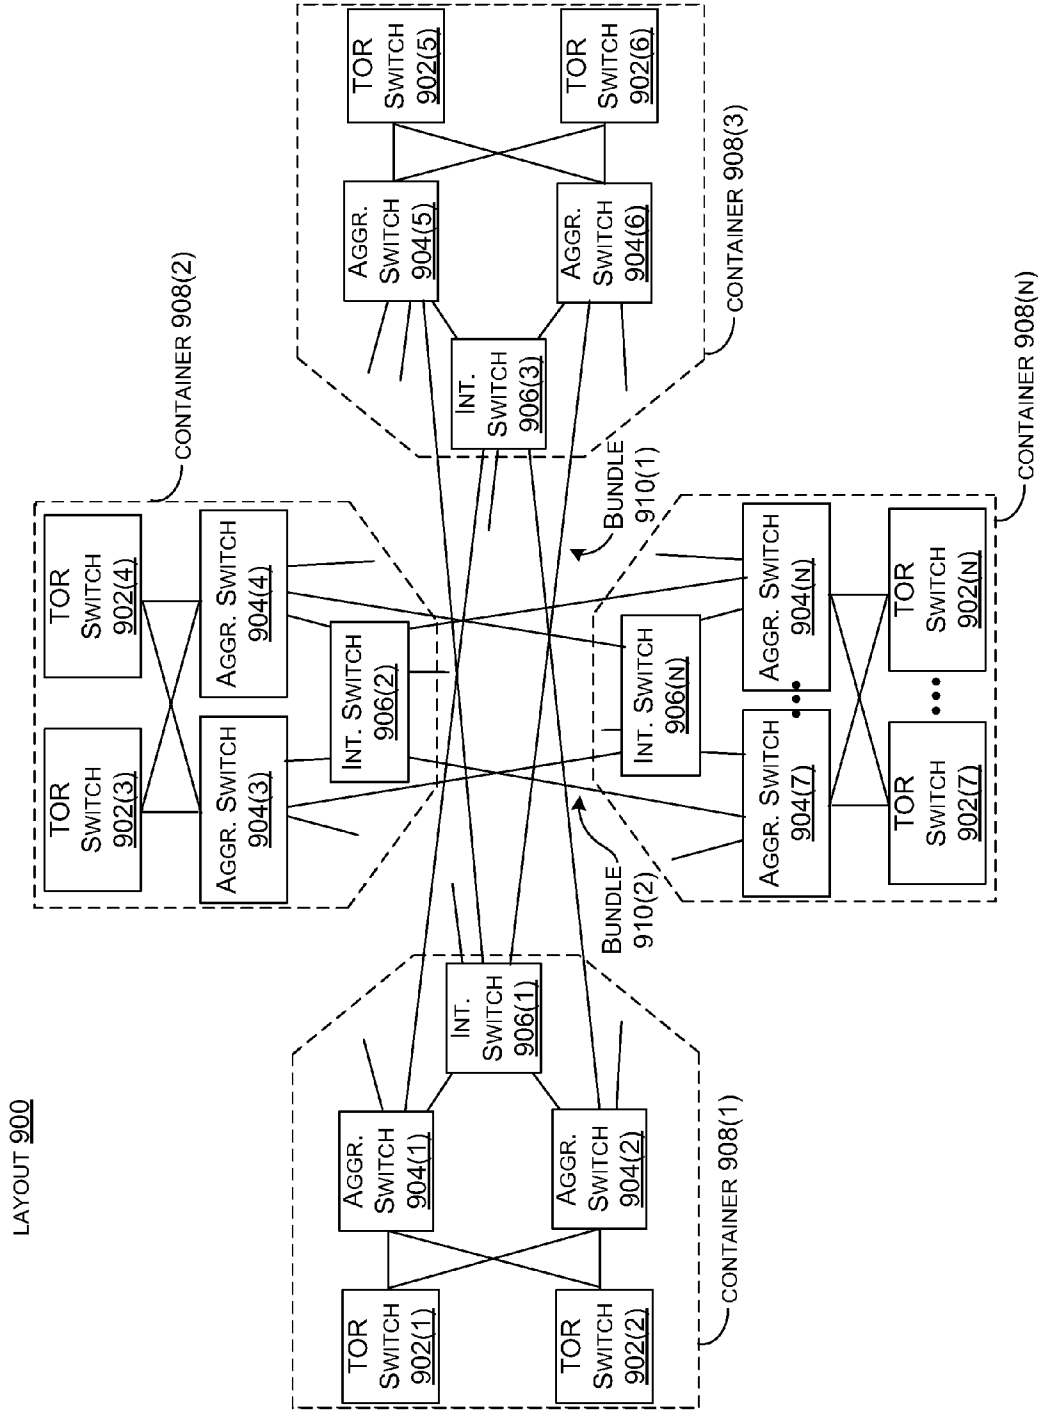 LAYOUT 900
TOR
SWITCH
902(3)
TOR
SWITCH
902(4)
CONTAINER 908(2)
AGGR. SWITCH
904(3)
AGGR. SWITCH
904(4)
INT. SWITCH
906(2)
TOR
SWITCH
902(1)
AGGR.
SWITCH
904(1)
INT.
SWITCH
906(1)
INT.
SWITCH
906(3)
AGGR.
SWITCH
904(5)
TOR
SWITCH
902(5)
TOR
SWITCH
902(2)
AGGR.
SWITCH
904(2)
AGGR.
SWITCH
904(6)
TOR
SWITCH
902(6)
BUNDLE
910(2)
BUNDLE
910(1)
CONTAINER 908(1)
CONTAINER 908(3)
INT. SWITCH
906(N)
AGGR. SWITCH
904(7)
AGGR. SWITCH
904(N)
TOR
SWITCH
902(7)
TOR
SWITCH
902(N)
CONTAINER 908(N)